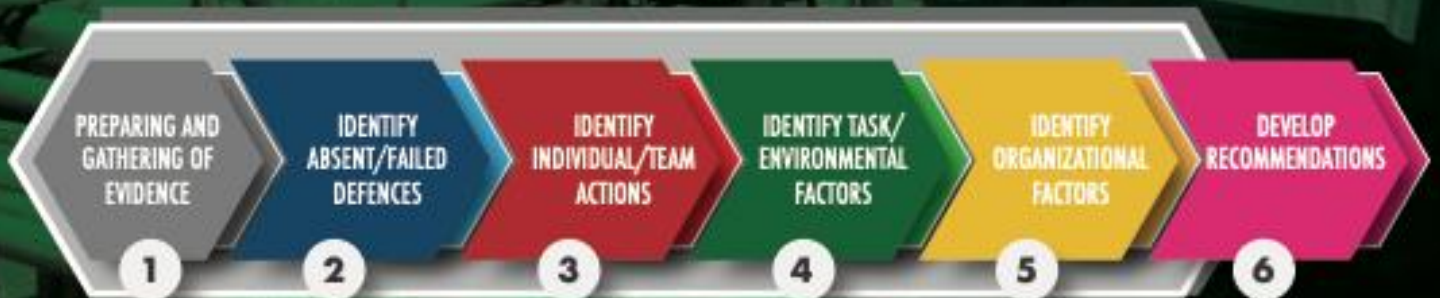 PREPARING AND
GATHERING OF
EVIDENCE
1
IDENTIFY
ABSENT/FAILED
DEFENCES
2
IDENTIFY
INDIVIDUAL/TEAM
ACTIONS
3
IDENTIFY TASK/
ENVIRONMENTAL
FACTORS
4
IDENTIFY
ORGANIZATIONAL
FACTORS
5
DEVELOP
RECOMMENDATIONS
6